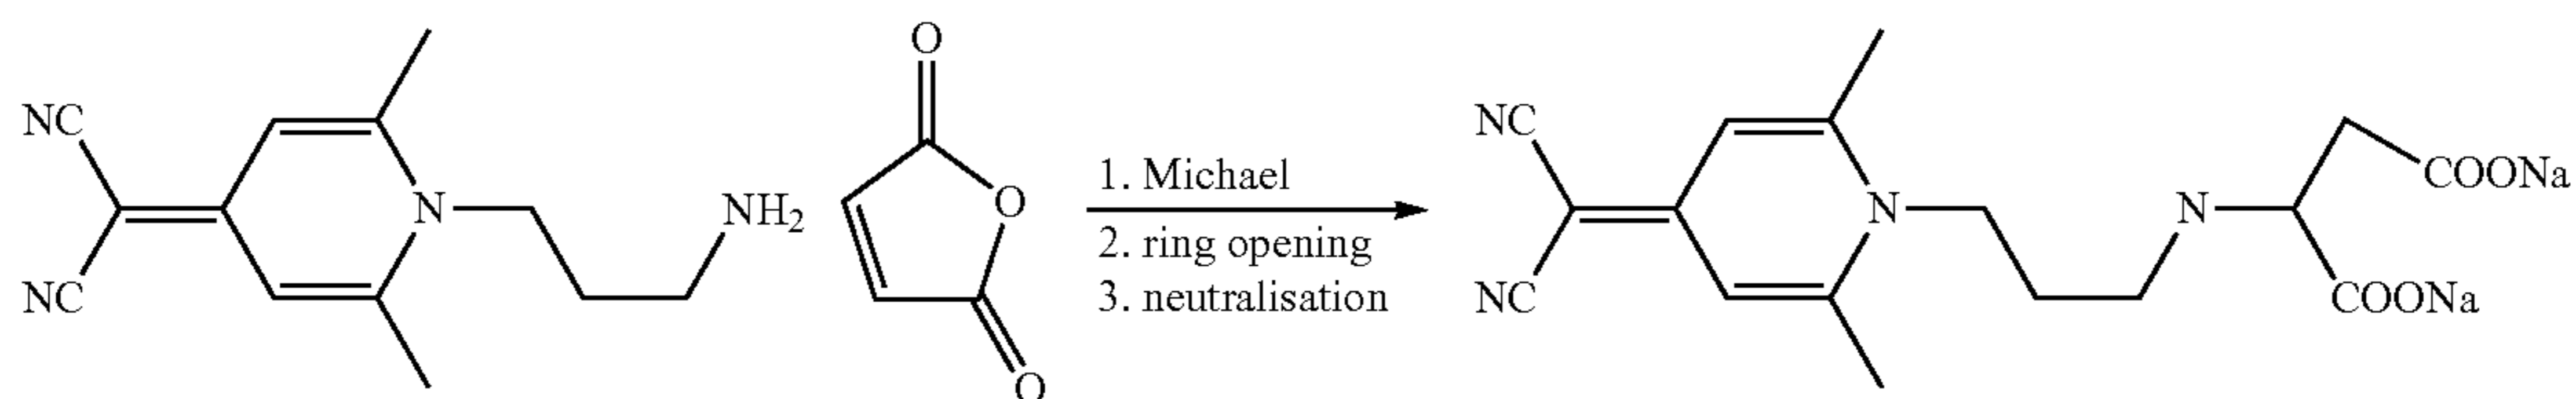 NC
NC
N
NH2
O
O
O
1. Michael
2. ring opening
3. neutralisation
NC
NC
N
N
COONa
COONa